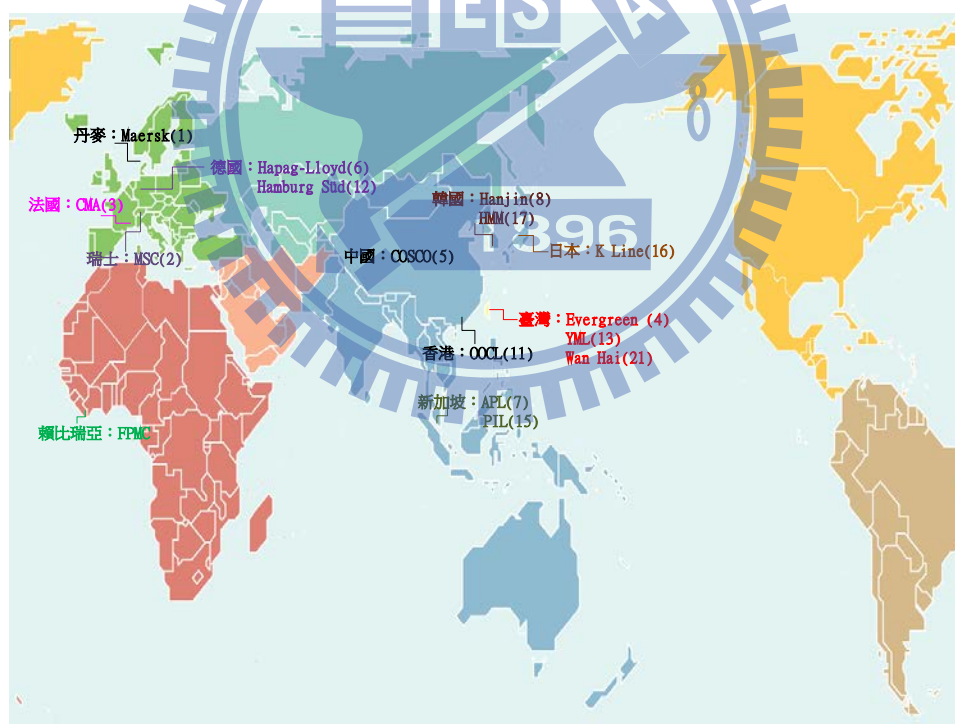 ES A
8
1396
丹麥：Maersk(1)
德國：Hapag-Lloyd(6)
Hamburg Süd(12)
法國：CMA(3)
瑞士：MSC(2)
韓國：Hanjin(8)
HMM(17)
日本：K Line(16)
中國：COSCO(5)
臺灣：Evergreen (4)
YML(13)
Wan Hai(21)
香港：OOCL(11)
新加坡：APL(7)
PIL(15)
賴比瑞亞：FPMC